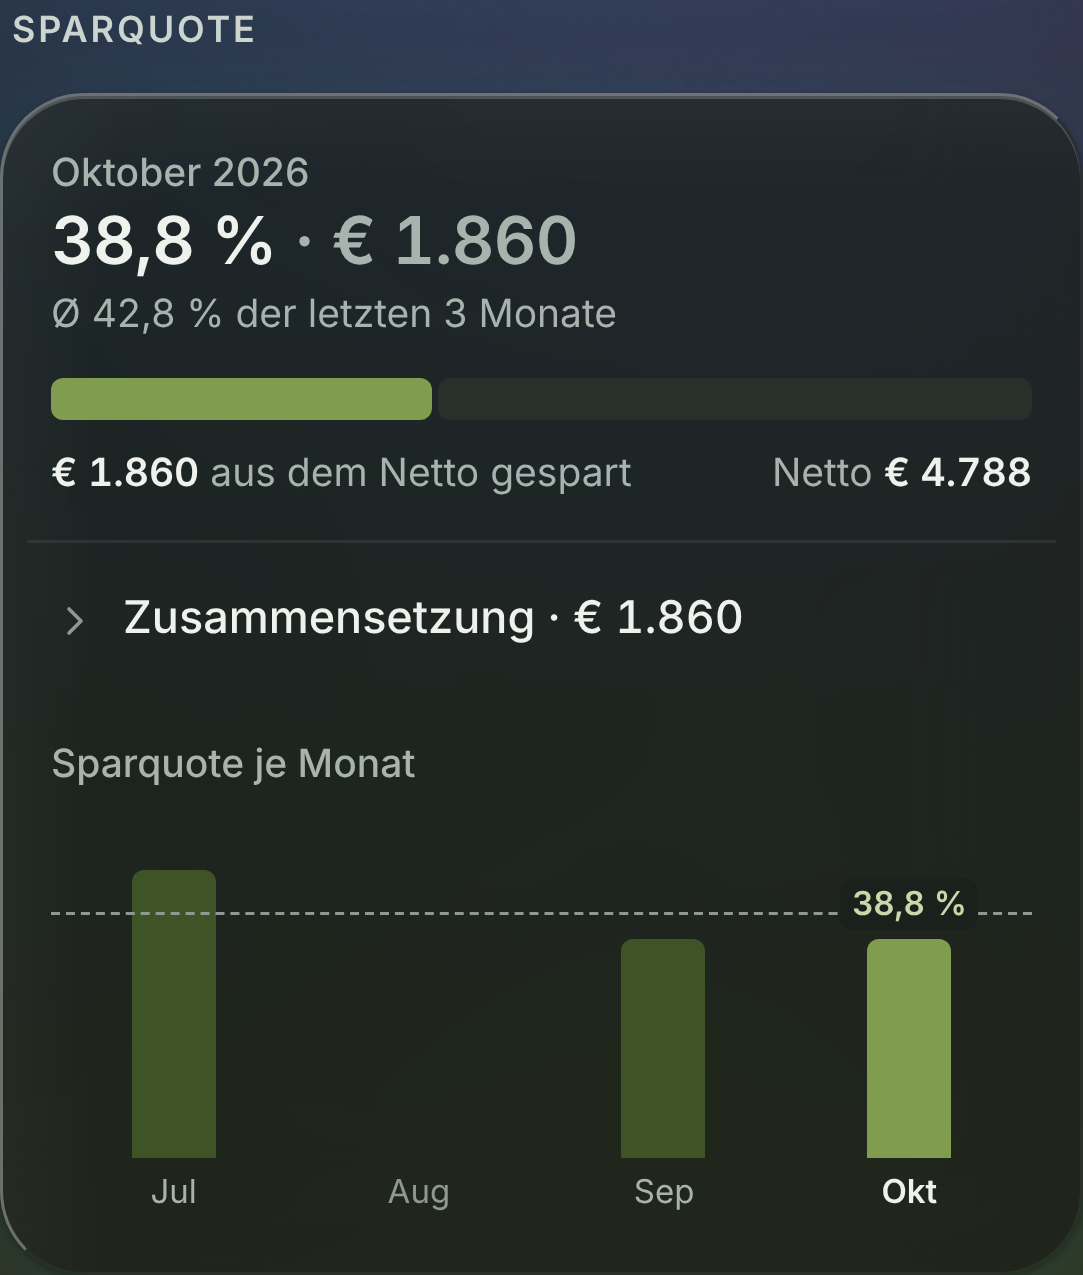 SPARQUOTE
Oktober 2026
38,8 % · € 1.860
Ø 42,8 % der letzten 3 Monate
€ 1.860 aus dem Netto gespart
Netto € 4.788
Zusammensetzung · € 1.860
Sparquote je Monat
38,8 %
Jul Aug Sep Okt